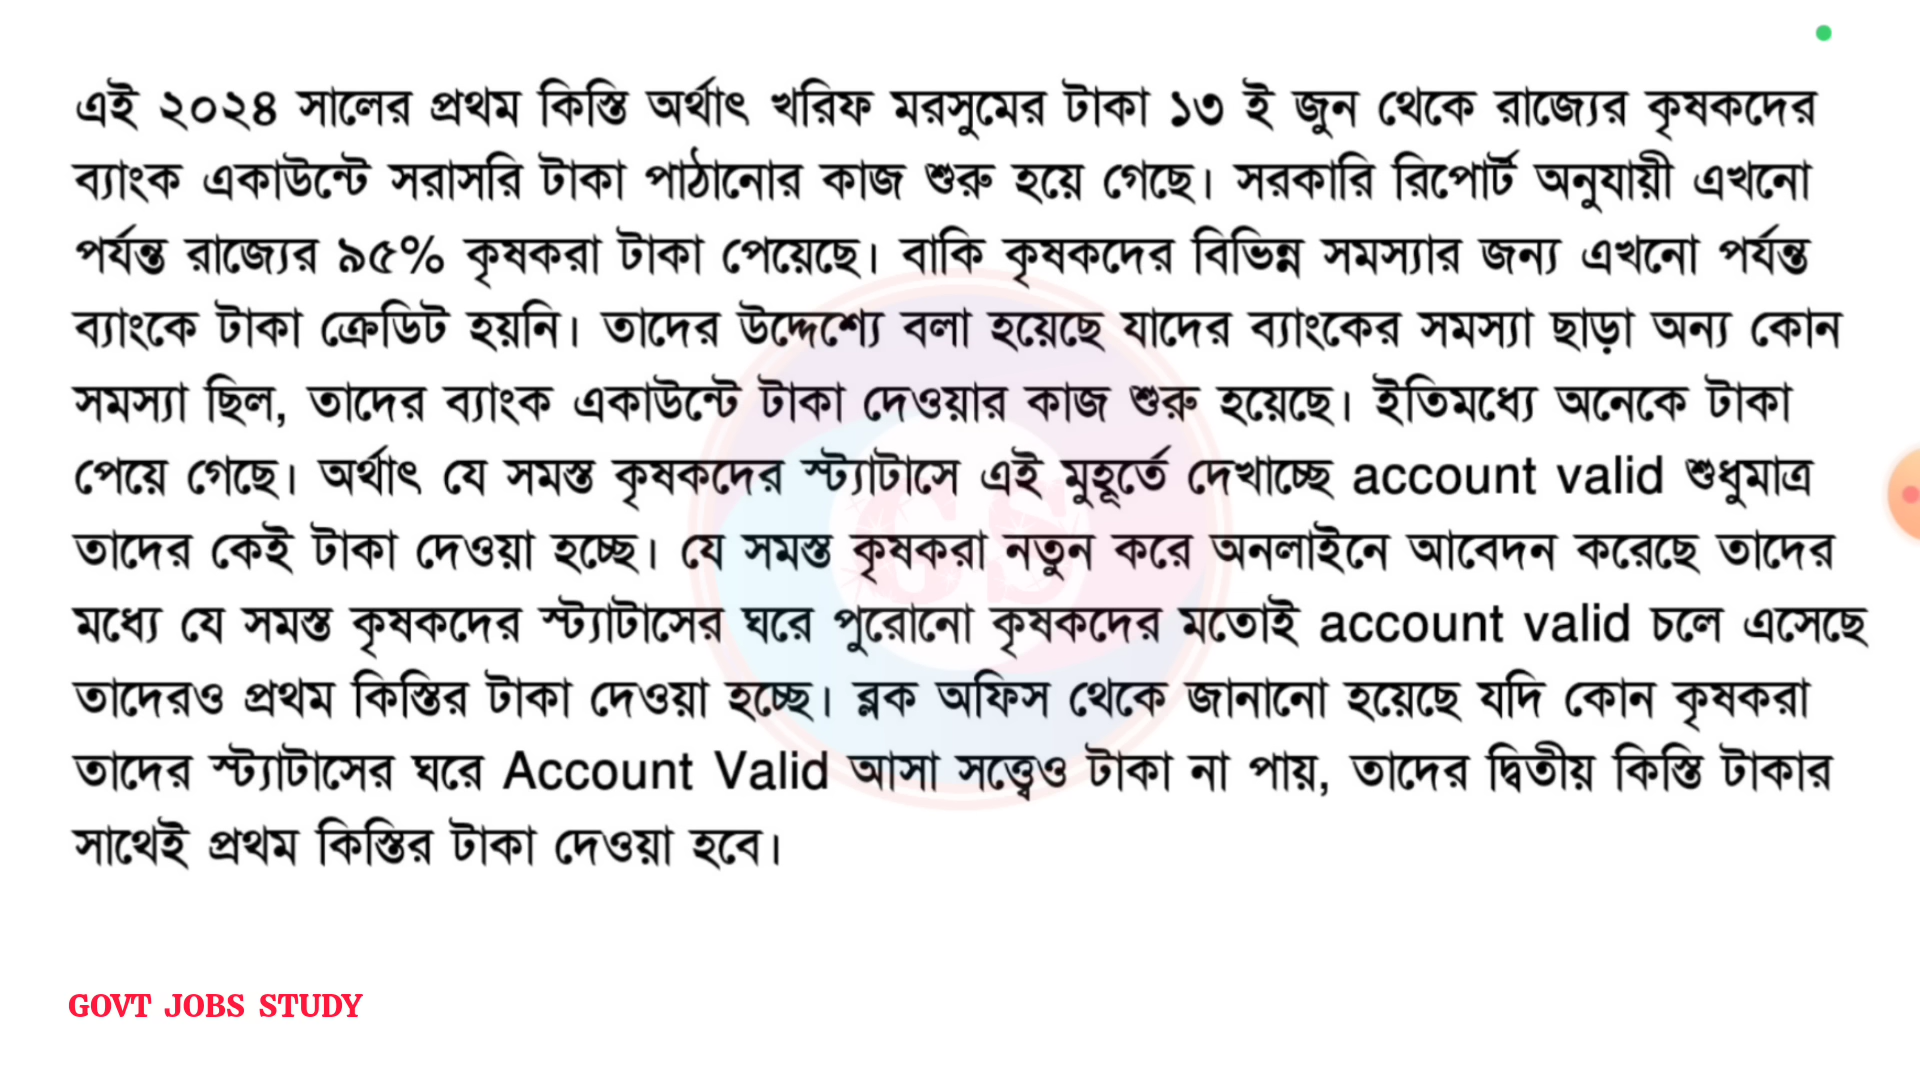 এই ২০২৪ সালের প্রথম কিস্তি অর্থাৎ খরিফ মরসুমের টাকা ১৩ ই জুন থেকে রাজ্যের কৃষকদের
ব্যাংক একাউন্টে সরাসরি টাকা পাঠানোর কাজ শুরু হয়ে গেছে। সরকারি রিপোর্ট অনুযায়ী এখনো
পর্যন্ত রাজ্যের ৯৫% কৃষকরা টাকা পেয়েছে। বাকি কৃষকদের বিভিন্ন সমস্যার জন্য এখনো পর্যন্ত
ব্যাংকে টাকা ক্রেডিট হয়নি। তাদের উদ্দেশ্যে বলা হয়েছে যাদের ব্যাংকের সমস্যা ছাড়া অন্য কোন
সমস্যা ছিল, তাদের ব্যাংক একাউন্টে টাকা দেওয়ার কাজ শুরু হয়েছে। ইতিমধ্যে অনেকে টাকা
পেয়ে গেছে। অর্থাৎ যে সমস্ত কৃষকদের স্ট্যাটাসে এই মুহূর্তে দেখাচ্ছে account valid শুধুমাত্র
তাদের কেই টাকা দেওয়া হচ্ছে। যে সমস্ত কৃষকরা নতুন করে অনলাইনে আবেদন করেছে তাদের
মধ্যে যে সমস্ত কৃষকদের স্ট্যাটাসের ঘরে পুরোনো কৃষকদের মতোই account valid চলে এসেছে
তাদেরও প্রথম কিস্তির টাকা দেওয়া হচ্ছে। ব্লক অফিস থেকে জানানো হয়েছে যদি কোন কৃষকরা
তাদের স্ট্যাটাসের ঘরে Account Valid আসা সত্ত্বেও টাকা না পায়, তাদের দ্বিতীয় কিস্তি টাকার
সাথেই প্রথম কিস্তির টাকা দেওয়া হবে।
GS
GOVT JOBS STUDY